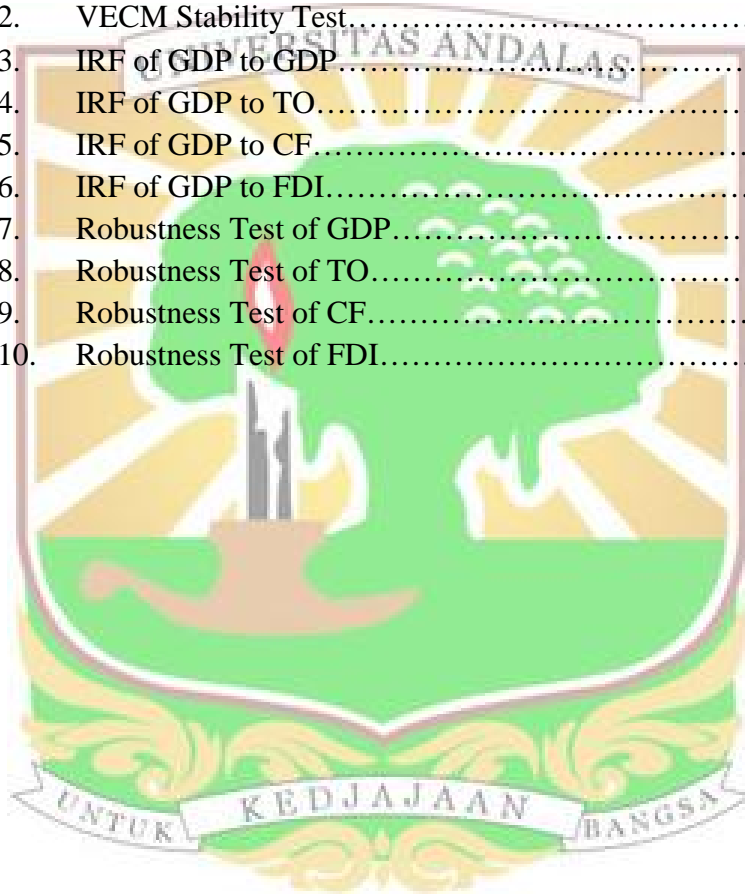 2. VECM Stability Test……………………………………
UNIVERSITAS ANDALAS
3. IRF of GDP to GDP……………………………………
4. IRF of GDP to TO……………………………………
5. IRF of GDP to CF……………………………………
6. IRF of GDP to FDI……………………………………
7. Robustness Test of GDP……………………………………
8. Robustness Test of TO……………………………………
9. Robustness Test of CF……………………………………
10. Robustness Test of FDI……………………………………
UNTUK KEDJAJAAN BANGSA